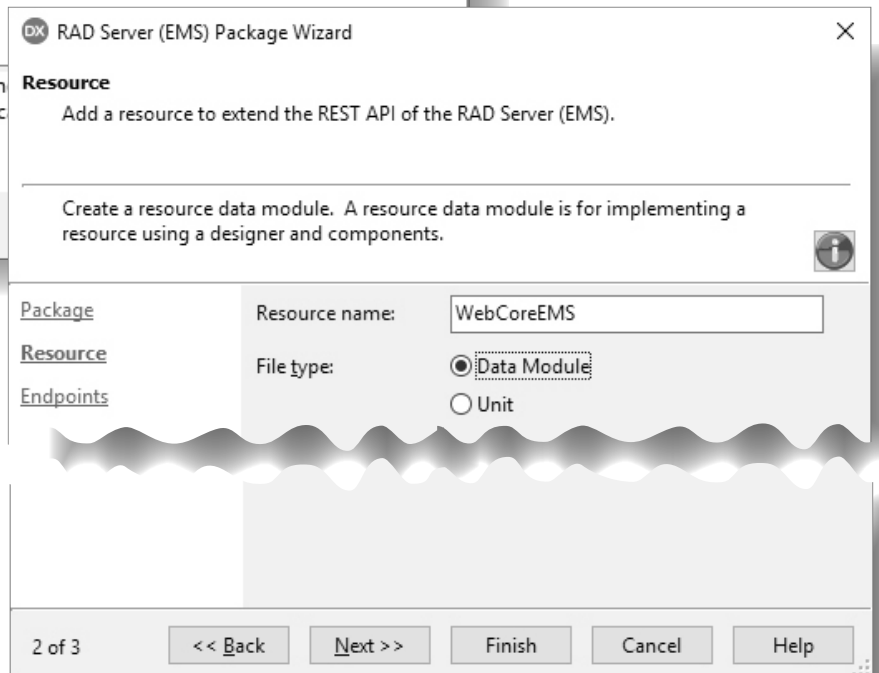 DX RAD Server (EMS) Package Wizard
Resource
Add a resource to extend the REST API of the RAD Server (EMS).
Create a resource data module. A resource data module is for implementing a
resource using a designer and components.
Package
Resource name: WebCoreEMS
Resource
File type: Data Module
Endpoints
Unit
2 of 3 << Back Next >> Finish Cancel Help